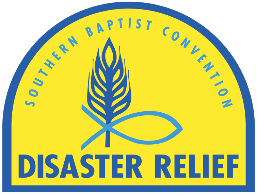 SOUTHERN BAPTIST CONVENTION
DISASTER RELIEF